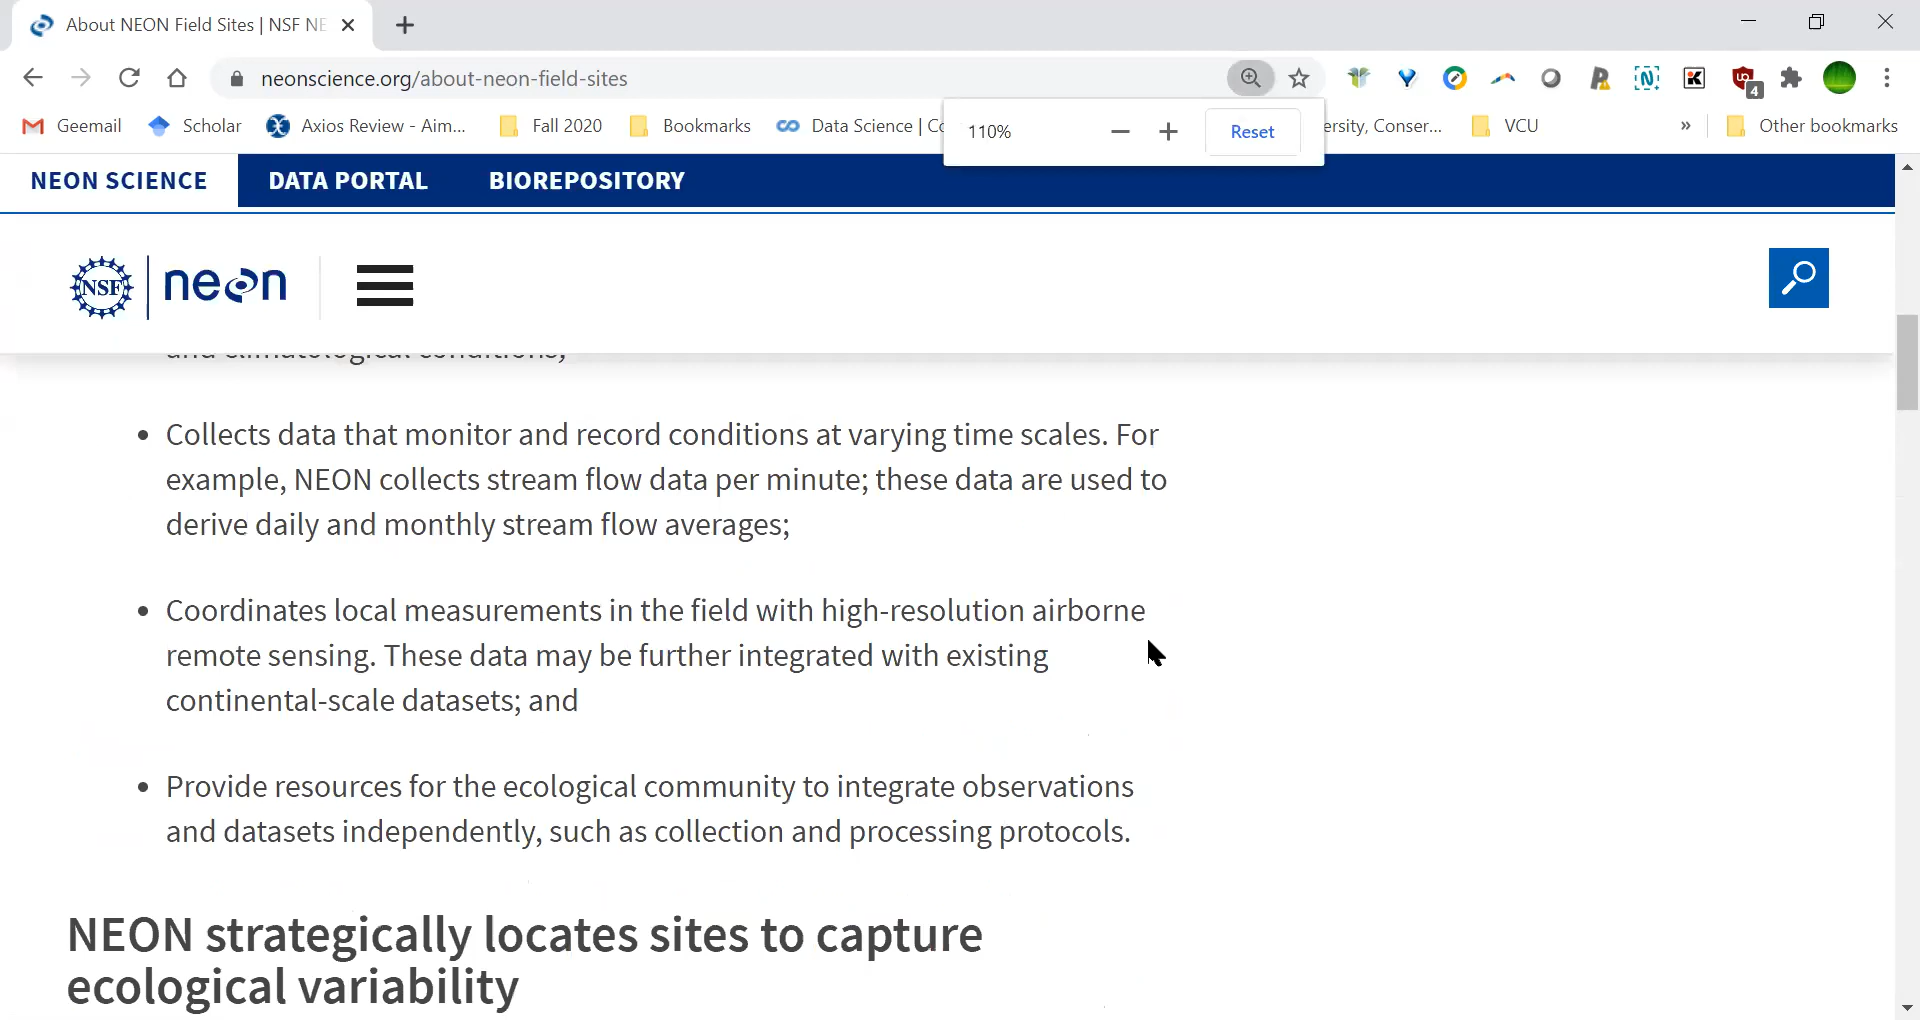 About NEON Field Sites | NSF NE
neonscience.org/about-neon-field-sites
4
Geemail
Scholar
Axios Review - Aim...
Fall 2020
Bookmarks
Data Science | Co
110%
Reset
ersity, Conser...
VCU
»
Other bookmarks
NEON SCIENCE
DATA PORTAL
BIOREPOSITORY
NSF
neon
and climatological conditions;
• Collects data that monitor and record conditions at varying time scales. For
example, NEON collects stream flow data per minute; these data are used to
derive daily and monthly stream flow averages;
• Coordinates local measurements in the field with high-resolution airborne
remote sensing. These data may be further integrated with existing
continental-scale datasets; and
• Provide resources for the ecological community to integrate observations
and datasets independently, such as collection and processing protocols.
NEON strategically locates sites to capture
ecological variability